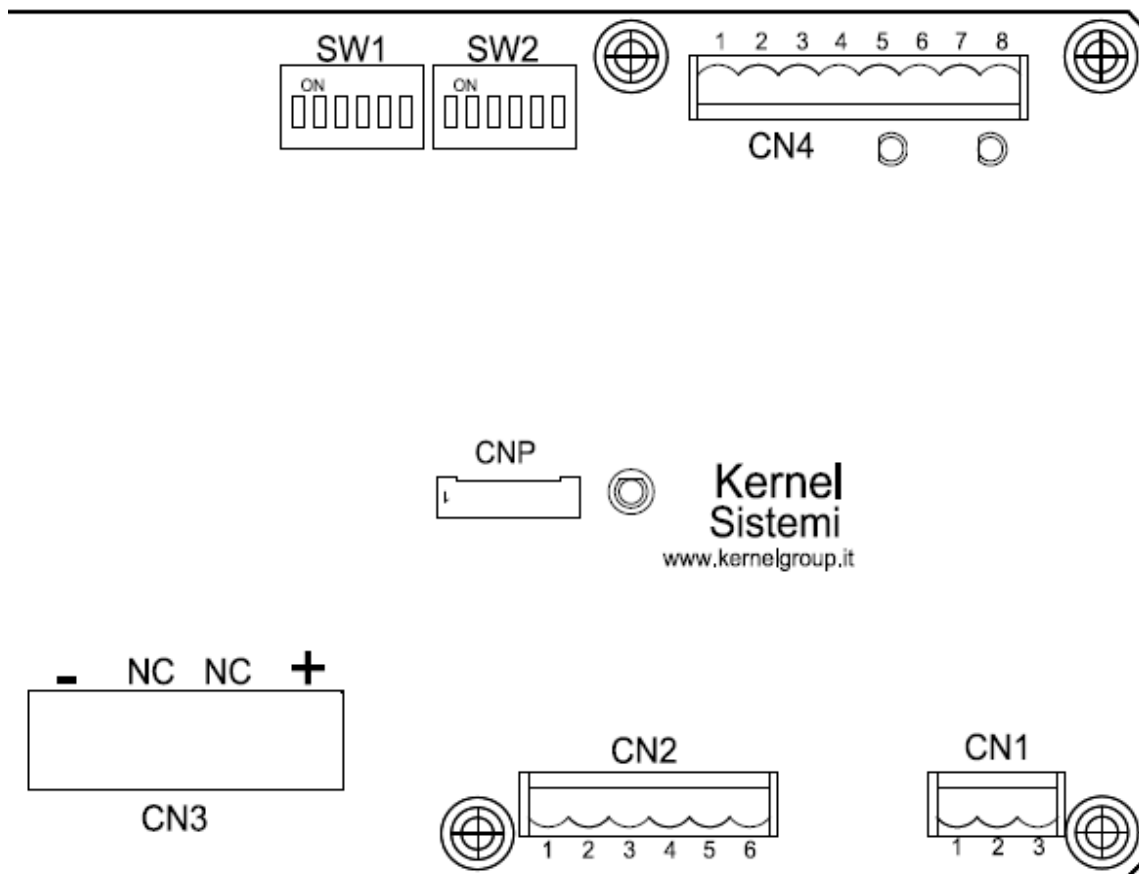 SW1 SW2
ON ON
1 2 3 4 5 6 7 8
CN4
CNP
1
Kernel
Sistemi
www.kernelgroup.it
- NC NC +
CN3
CN2
1 2 3 4 5 6
CN1
1 2 3